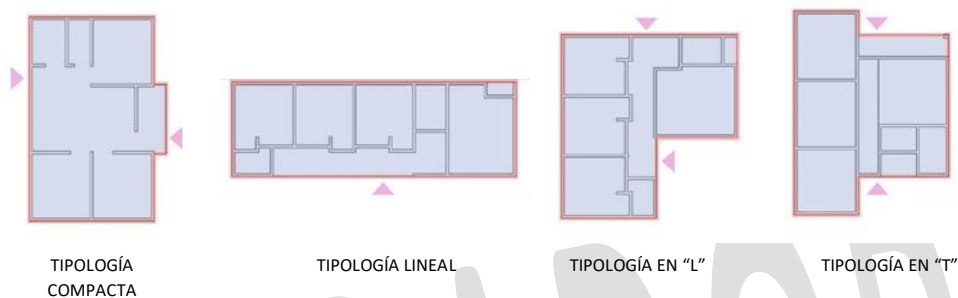 TIPOLOGÍA
COMPACTA
TIPOLOGÍA LINEAL
TIPOLOGÍA EN “L”
TIPOLOGÍA EN “T”